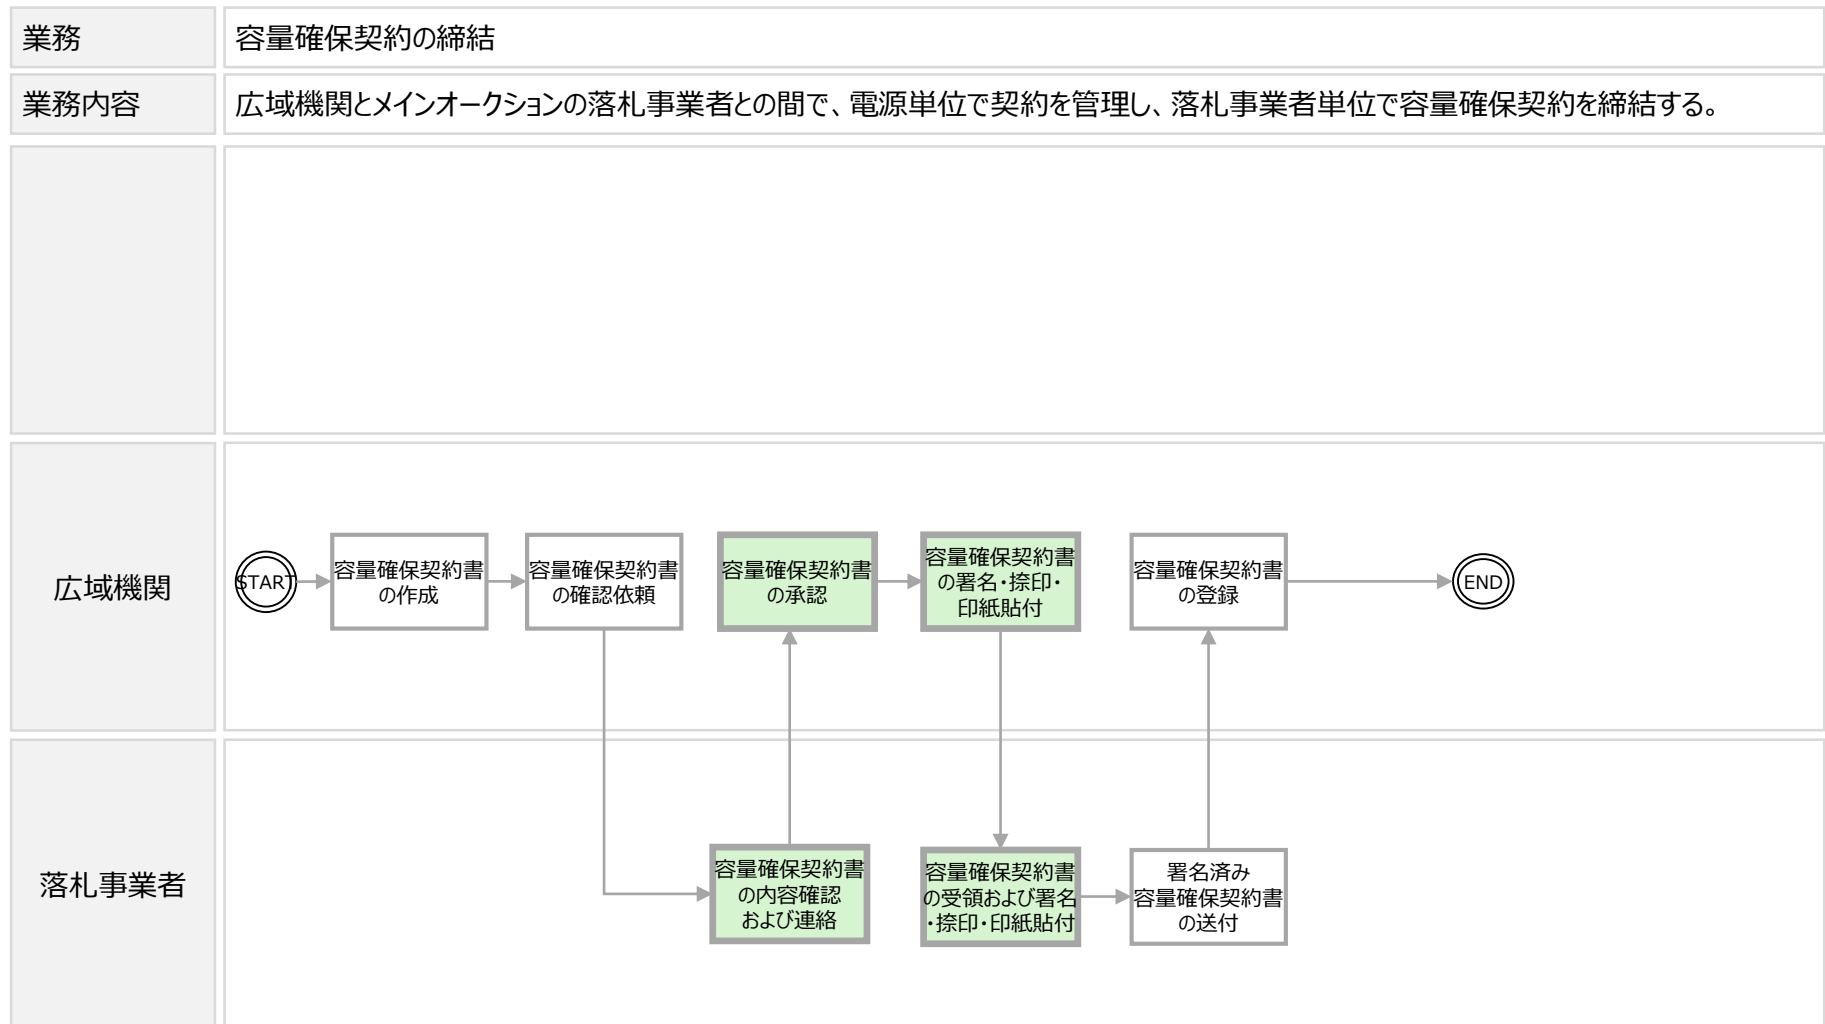 業務
容量確保契約の締結
業務内容
広域機関とメインオークションの落札事業者との間で、電源単位で契約を管理し、落札事業者単位で容量確保契約を締結する。
広域機関
START
容量確保契約書
の作成
容量確保契約書
の確認依頼
容量確保契約書
の承認
容量確保契約書
の署名・捺印・
印紙貼付
容量確保契約書
の登録
END
落札事業者
容量確保契約書
の内容確認
および連絡
容量確保契約書
の受領および署名
・捺印・印紙貼付
署名済み
容量確保契約書
の送付